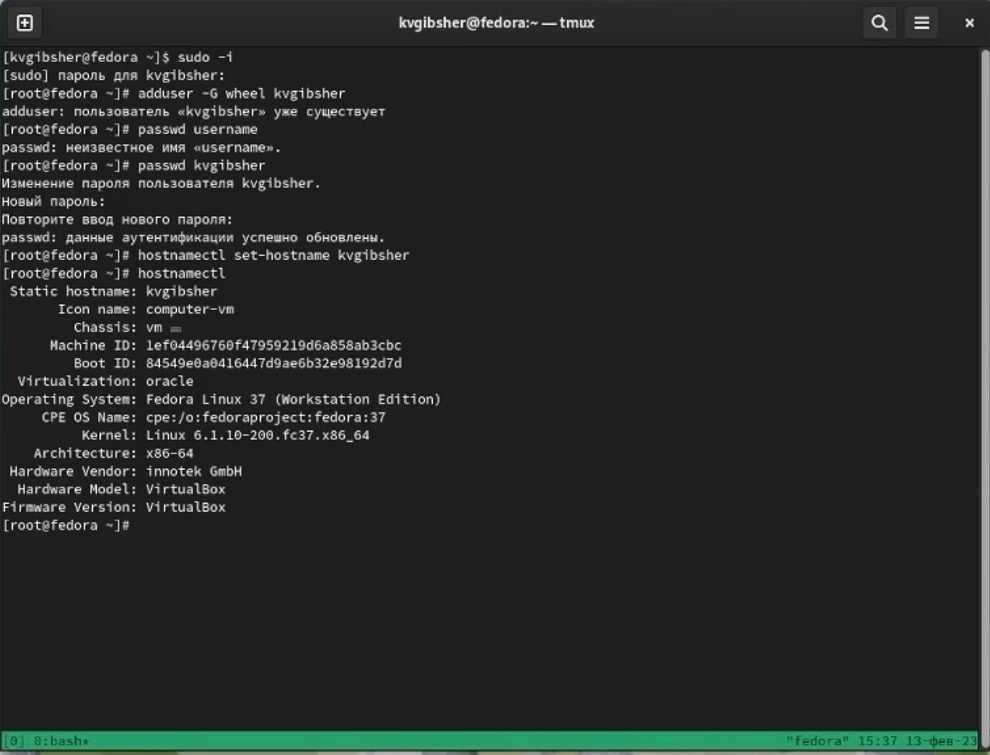 kvgibsher@fedora:~ — tmux
[kvgibsher@fedora ~]$ sudo -i
[sudo] пароль для kvgibsher:
[root@fedora ~]# adduser -G wheel kvgibsher
adduser: пользователь «kvgibsher» уже существует
[root@fedora ~]# passwd username
passwd: неизвестное имя «username».
[root@fedora ~]# passwd kvgibsher
Изменение пароля пользователя kvgibsher.
Новый пароль:
Повторите ввод нового пароля:
passwd: данные аутентификации успешно обновлены.
[root@fedora ~]# hostnamectl set-hostname kvgibsher
[root@fedora ~]# hostnamectl
Static hostname: kvgibsher
Icon name: computer-vm
Chassis: vm
Machine ID: 1ef04496760f47959219d6a858ab3cbc
Boot ID: 84549e0a0416447d9ae6b32e98192d7d
Virtualization: oracle
Operating System: Fedora Linux 37 (Workstation Edition)
CPE OS Name: cpe:/o:fedoraproject:fedora:37
Kernel: Linux 6.1.10-200.fc37.x86_64
Architecture: x86-64
Hardware Vendor: innotek GmbH
Hardware Model: VirtualBox
Firmware Version: VirtualBox
[root@fedora ~]#
[0] 8:bash* "fedora" 15:37 13-фев-23